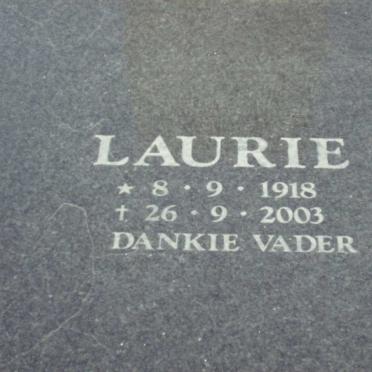 LAURIE
★ 8 · 9 · 1918
† 26 · 9 · 2003
DANKIE VADER